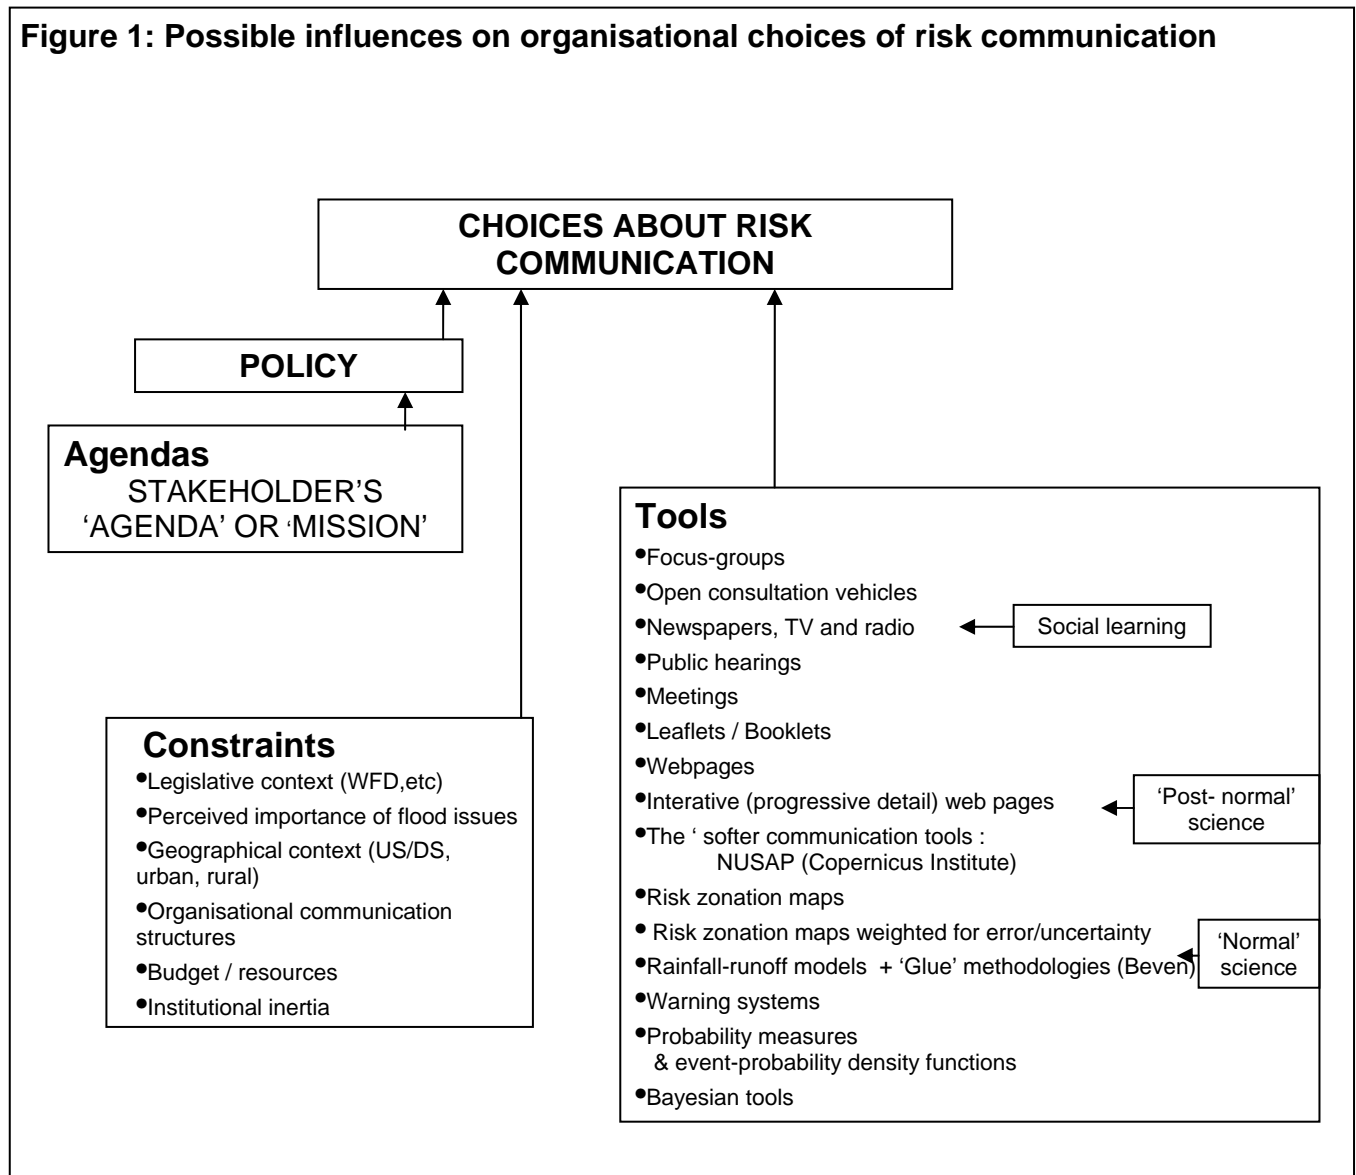 Figure 1: Possible influences on organisational choices of risk communication
CHOICES ABOUT RISK
COMMUNICATION
POLICY
Agendas
STAKEHOLDER'S
'AGENDA' OR 'MISSION'
Constraints
•Legislative context (WFD,etc)
•Perceived importance of flood issues
•Geographical context (US/DS,
urban, rural)
•Organisational communication
structures
•Budget / resources
•Institutional inertia
Tools
•Focus-groups
•Open consultation vehicles
•Newspapers, TV and radio
Social learning
•Public hearings
•Meetings
•Leaflets / Booklets
•Webpages
•Interative (progressive detail) web pages
'Post- normal'
science
•The ' softer communication tools :
NUSAP (Copernicus Institute)
•Risk zonation maps
• Risk zonation maps weighted for error/uncertainty
•Rainfall-runoff models + 'Glue' methodologies (Beven)
'Normal'
science
•Warning systems
•Probability measures
& event-probability density functions
•Bayesian tools